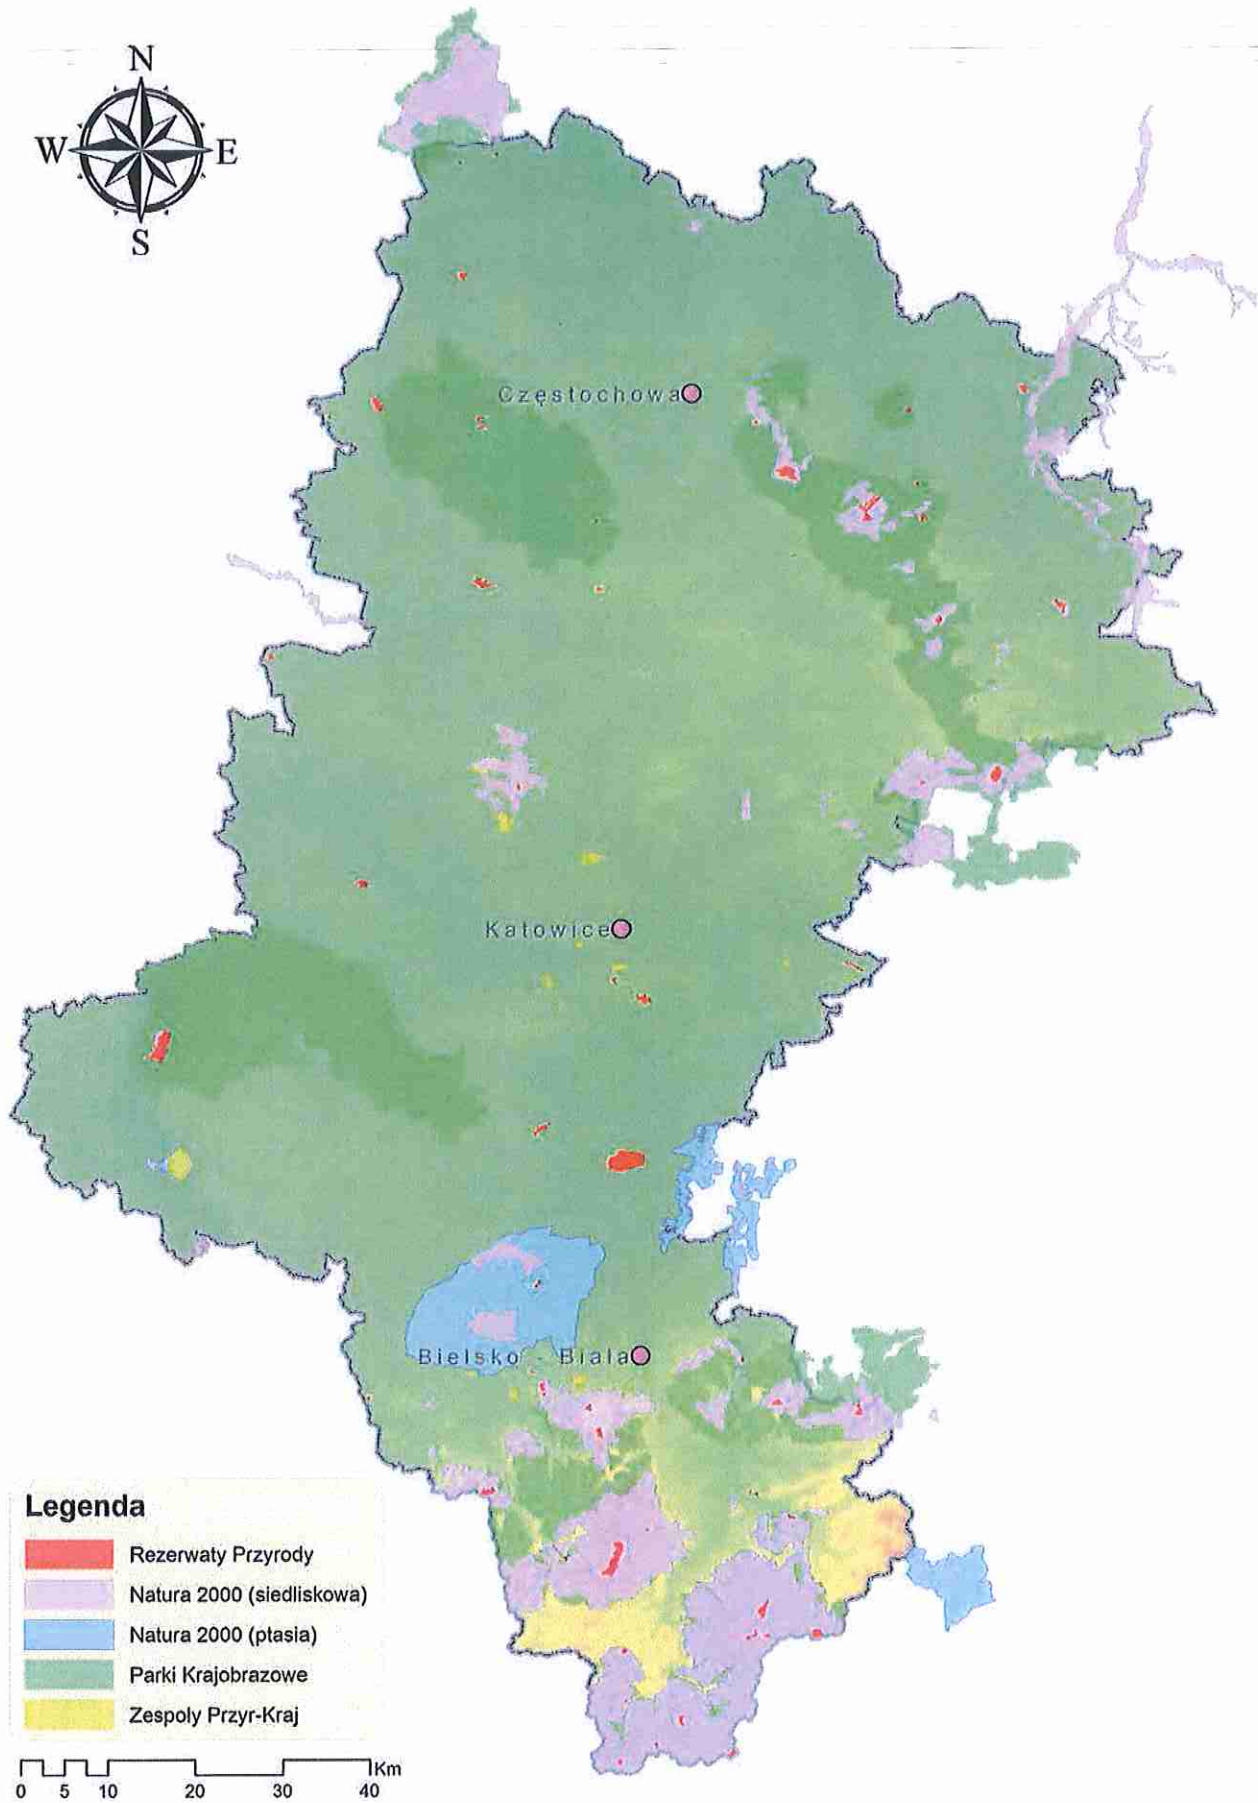 N
W E
S
Częstochowa
Katowice
Bielsko - Biała
Legenda
Rezerwaty Przyrody
Natura 2000 (siedliskowa)
Natura 2000 (ptasia)
Parki Krajobrazowe
Zespoly Przyr-Kraj
Km
0 5 10 20 30 40